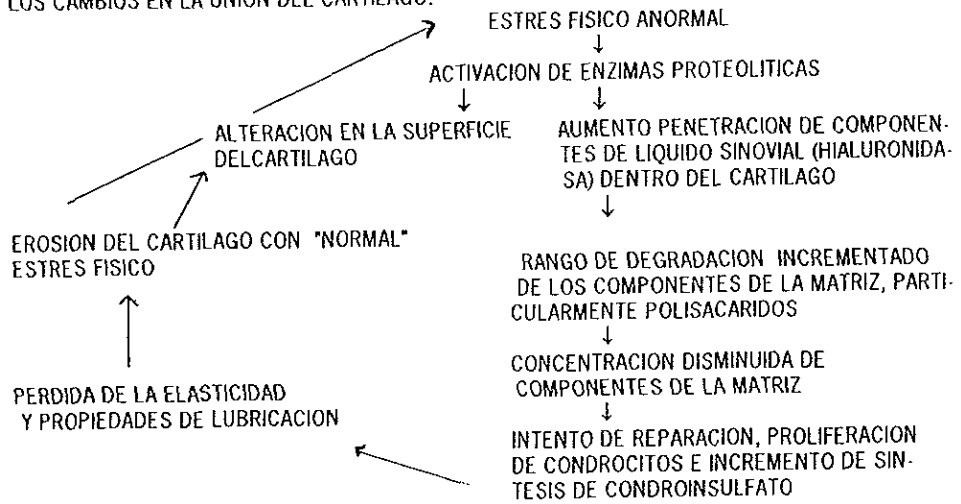 LOS CAMBIOS EN LA UNION DEL CARTILAGO.
ESTRES FISICO ANORMAL
ACTIVACION DE ENZIMAS PROTEOLITICAS
ALTERACION EN LA SUPERFICIE
DELCARTILAGO
AUMENTO PENETRACION DE COMPONEN-
TES DE LIQUIDO SINOVIAL (HIALURONIDA-
SA) DENTRO DEL CARTILAGO
EROSION DEL CARTILAGO CON "NORMAL"
ESTRES FISICO
RANGO DE DEGRADACION INCREMENTADO
DE LOS COMPONENTES DE LA MATRIZ, PARTI-
CULARMENTE POLISACARIDOS
CONCENTRACION DISMINUIDA DE
COMPONENTES DE LA MATRIZ
PERDIDA DE LA ELASTICIDAD
Y PROPIEDADES DE LUBRICACION
INTENTO DE REPARACION, PROLIFERACION
DE CONDROCITOS E INCREMENTO DE SIN-
TESIS DE CONDROINSULFATO